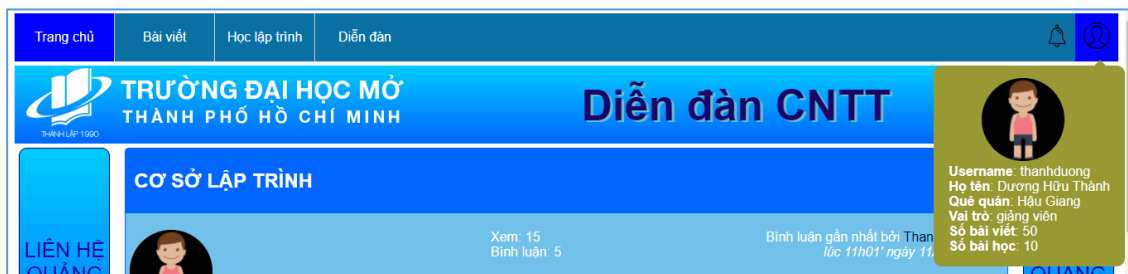 Trang chủ
Bài viết
Học lập trình
Diễn đàn
THÀNH LẬP 1990
TRƯỜNG ĐẠI HỌC MỞ
THÀNH PHỐ HỒ CHÍ MINH
Diễn đàn CNTT
Username: thanhduong
Họ tên: Dương Hữu Thành
Quê quán: Hậu Giang
Vai trò: giảng viên
Số bài viết: 50
Số bài học: 10
CƠ SỞ LẬP TRÌNH
LIÊN HỆ
QUẢNG
Xem: 15
Bình luận: 5
Bình luận gần nhất bởi Than
lúc 11h01' ngày 11
QUẢNG